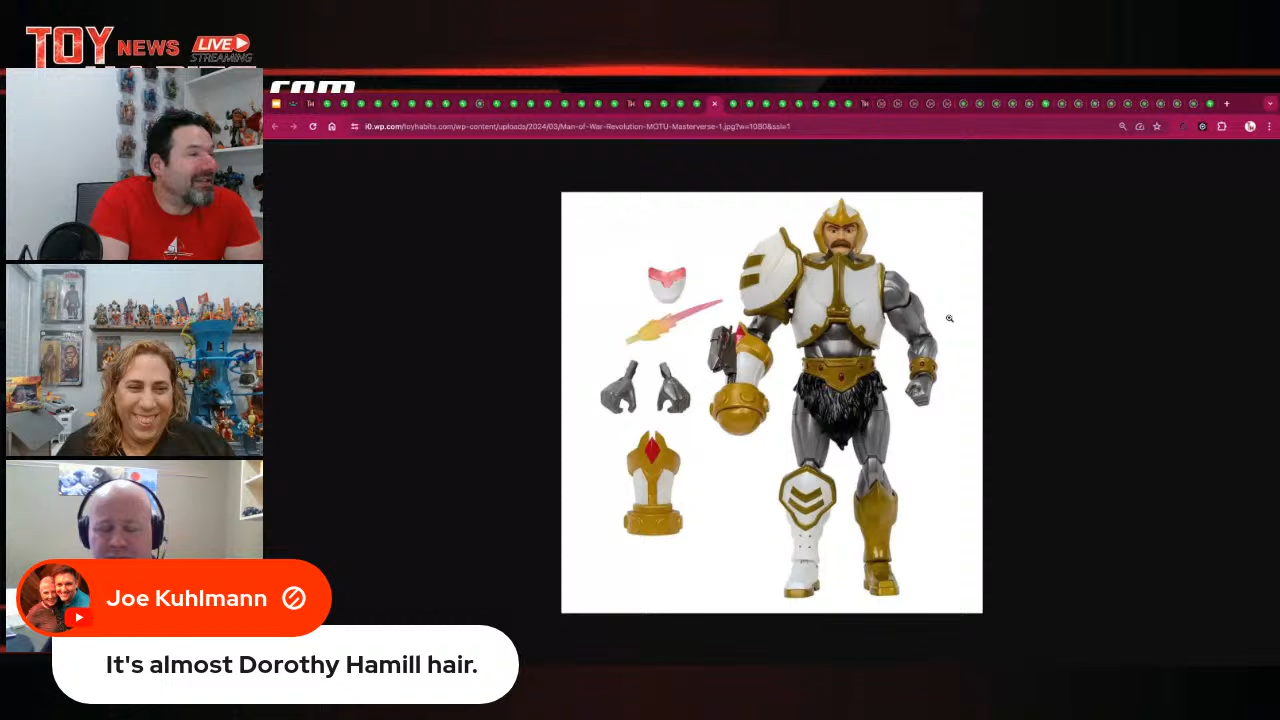 TOY NEWS LIVE
STREAMING
.com
i0.wp.com/toyhabits.com/wp-content/uploads/2024/03/Man-of-War-Revolution-MOTU-Masterverse-1.jpg?w=1080&ssl=1
Joe Kuhlmann
It's almost Dorothy Hamill hair.